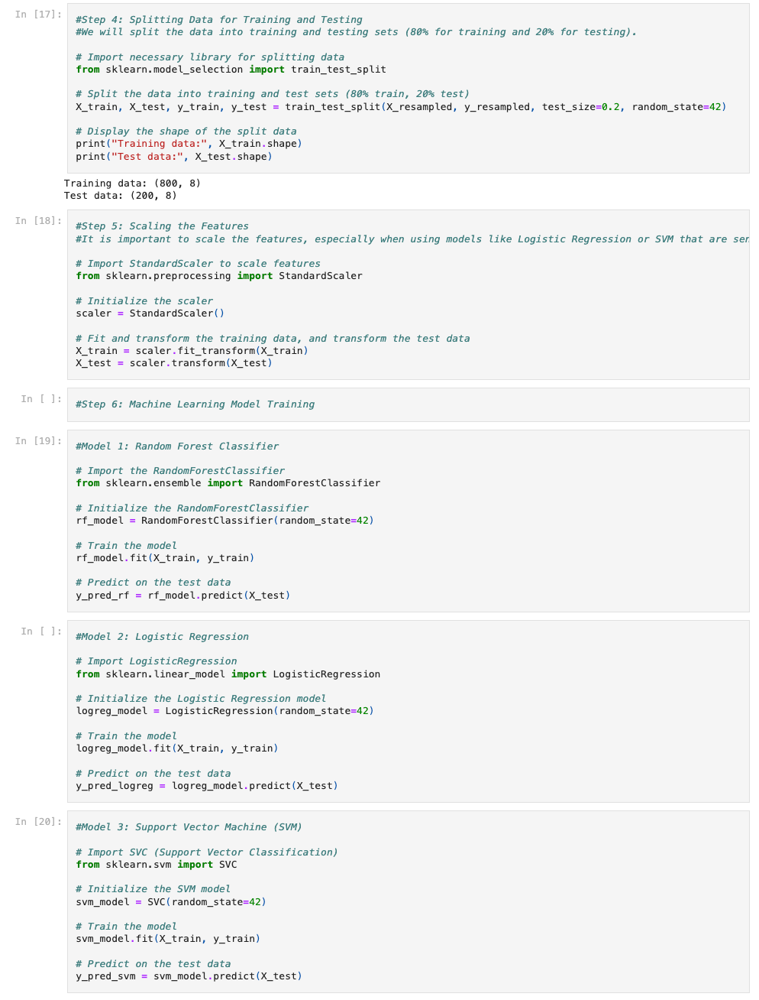 In [17]:
#Step 4: Splitting Data for Training and Testing
#We will split the data into training and testing sets (80% for training and 20% for testing).
# Import necessary library for splitting data
from sklearn.model_selection import train_test_split
# Split the data into training and test sets (80% train, 20% test)
X_train, X_test, y_train, y_test = train_test_split(X_resampled, y_resampled, test_size=0.2, random_state=42)
# Display the shape of the split data
print("Training data:", X_train.shape)
print("Test data:", X_test.shape)
Training data: (800, 8)
Test data: (200, 8)
In [18]:
#Step 5: Scaling the Features
#It is important to scale the features, especially when using models like Logistic Regression or SVM that are
# Import StandardScaler to scale features
from sklearn.preprocessing import StandardScaler
# Initialize the scaler
scaler = StandardScaler()
# Fit and transform the training data, and transform the test data
X_train = scaler.fit_transform(X_train)
X_test = scaler.transform(X_test)
In [ ]:
#Step 6: Machine Learning Model Training
In [19]:
#Model 1: Random Forest Classifier
# Import the RandomForestClassifier
from sklearn.ensemble import RandomForestClassifier
# Initialize the RandomForestClassifier
rf_model = RandomForestClassifier(random_state=42)
# Train the model
rf_model.fit(X_train, y_train)
# Predict on the test data
y_pred_rf = rf_model.predict(X_test)
In [ ]:
#Model 2: Logistic Regression
# Import LogisticRegression
from sklearn.linear_model import LogisticRegression
# Initialize the Logistic Regression model
logreg_model = LogisticRegression(random_state=42)
# Train the model
logreg_model.fit(X_train, y_train)
# Predict on the test data
y_pred_logreg = logreg_model.predict(X_test)
In [20]:
#Model 3: Support Vector Machine (SVM)
# Import SVC (Support Vector Classification)
from sklearn.svm import SVC
# Initialize the SVM model
svm_model = SVC(random_state=42)
# Train the model
svm_model.fit(X_train, y_train)
# Predict on the test data
y_pred_svm = svm_model.predict(X_test)